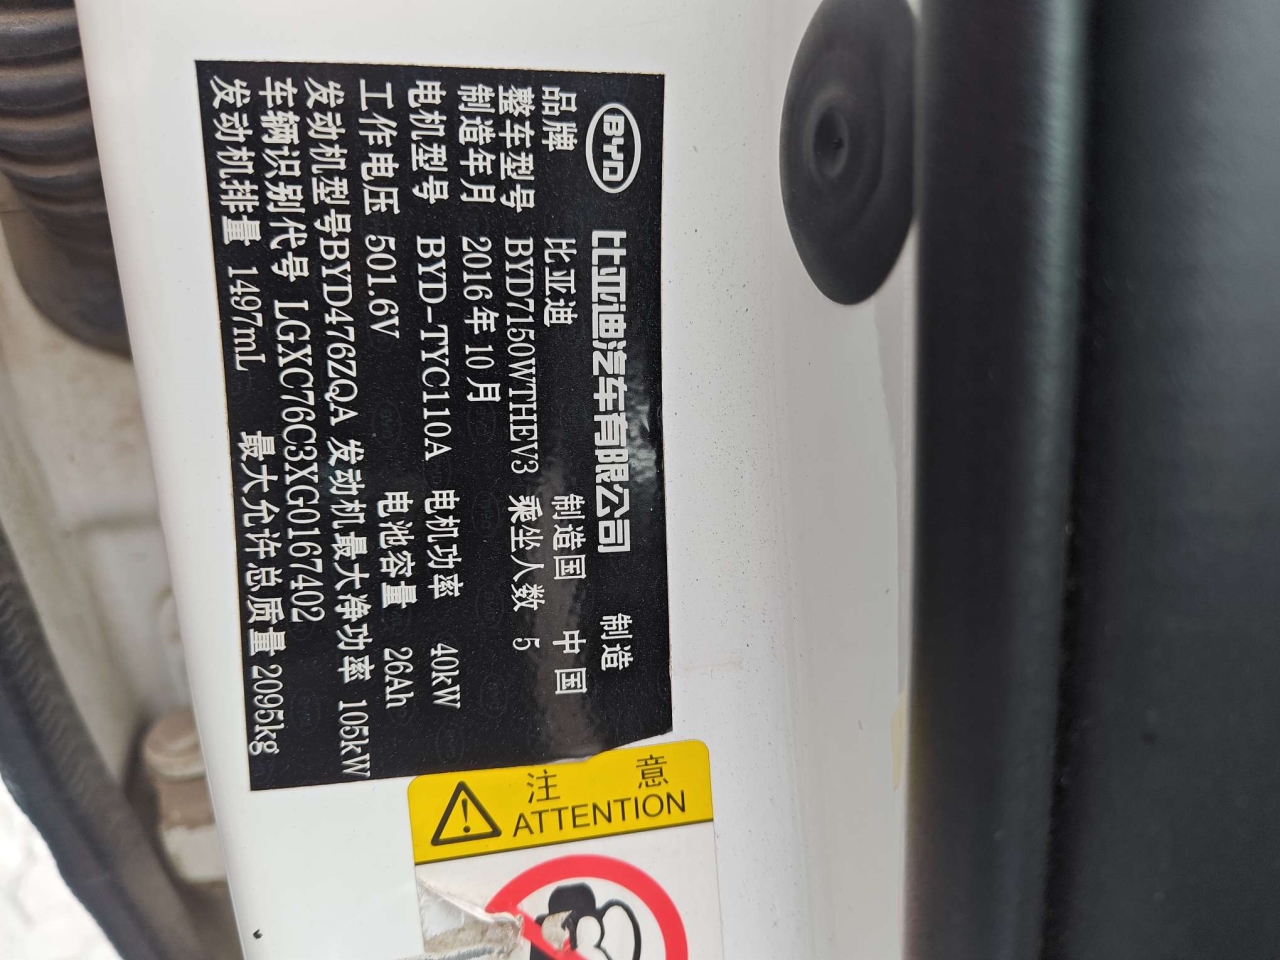 BYD 比亚迪汽车有限公司 制造
品牌 比亚迪 制造国 中国
整车型号 BYD7150WTHEV3 乘坐人数 5
制造年月 2016年10月
电机型号 BYD-TYC110A 电机功率 40kW
工作电压 501.6V 电池容量 26Ah
发动机型号BYD476ZQA 发动机最大净功率 105kW
车辆识别代号 LGXC76C3XG0167402
发动机排量 1497mL 最大允许总质量 2095kg
注意
ATTENTION